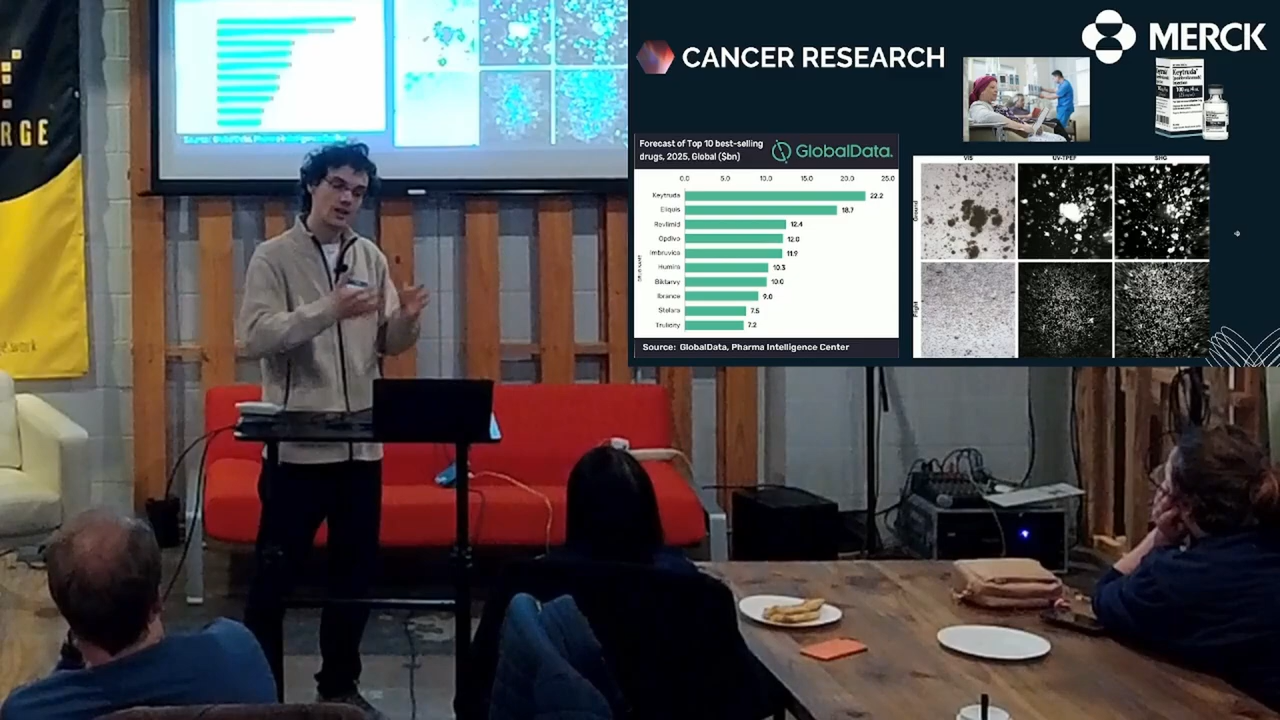 RGE
t.work
CANCER RESEARCH
MERCK
Keytruda
Forecast of Top 10 best-selling
drugs, 2025, Global ($bn)
GlobalData.
0.0 5.0 10.0 15.0 20.0 25.0
Keytruda 22.2
Eliquis 18.7
Revlimid 12.4
Opdivo 12.0
Imbruvica 11.9
Humira 10.3
Biktarvy 10.0
Ibrance 9.0
Stelara 7.5
Trulicity 7.2
Source: GlobalData, Pharma Intelligence Center
VIS UV-TPEF SHG
Ground
Flight